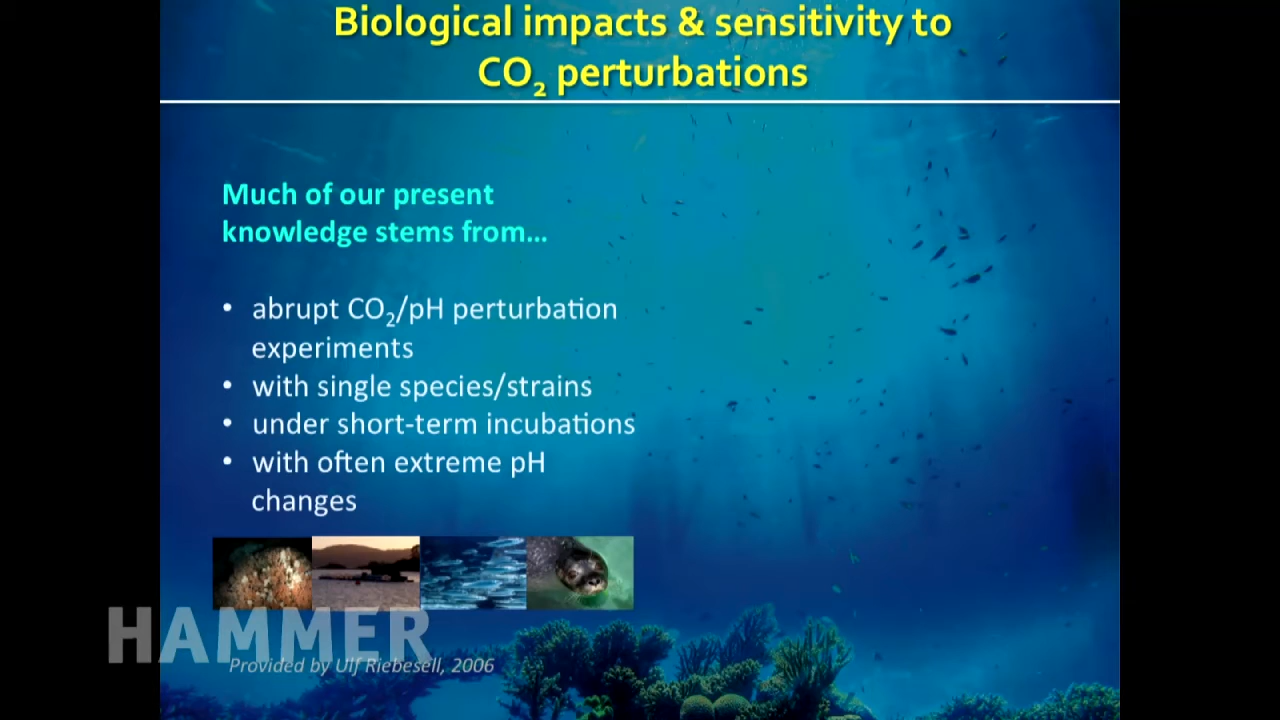 Biological impacts & sensitivity to
CO₂ perturbations
Much of our present
knowledge stems from...
• abrupt CO₂/pH perturbation
experiments
• with single species/strains
• under short-term incubations
• with often extreme pH
changes
HAMMER
Provided by Ulf Riebesell, 2006